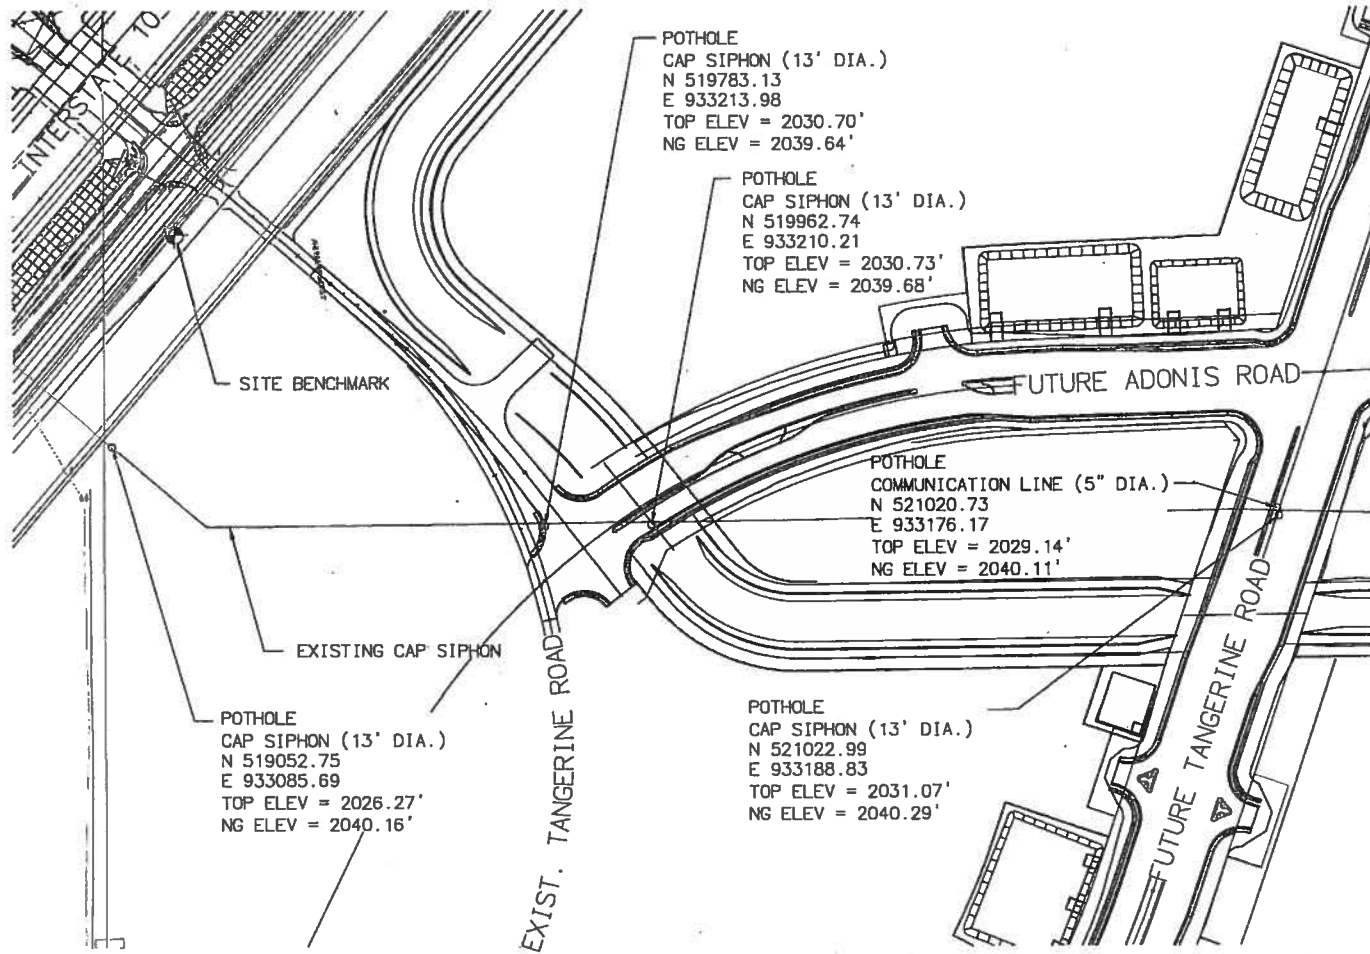 INTERSTATE 10
POTHOLE
CAP SIPHON (13' DIA.)
N 519783.13
E 933213.98
TOP ELEV = 2030.70'
NG ELEV = 2039.64'
POTHOLE
CAP SIPHON (13' DIA.)
N 519962.74
E 933210.21
TOP ELEV = 2030.73'
NG ELEV = 2039.68'
SITE BENCHMARK
FUTURE ADONIS ROAD
POTHOLE
COMMUNICATION LINE (5" DIA.)
N 521020.73
E 933176.17
TOP ELEV = 2029.14'
NG ELEV = 2040.11'
EXISTING CAP SIPHON
POTHOLE
CAP SIPHON (13' DIA.)
N 519052.75
E 933085.69
TOP ELEV = 2026.27'
NG ELEV = 2040.16'
EXIST. TANGERINE ROAD
POTHOLE
CAP SIPHON (13' DIA.)
N 521022.99
E 933188.83
TOP ELEV = 2031.07'
NG ELEV = 2040.29'
FUTURE TANGERINE ROAD